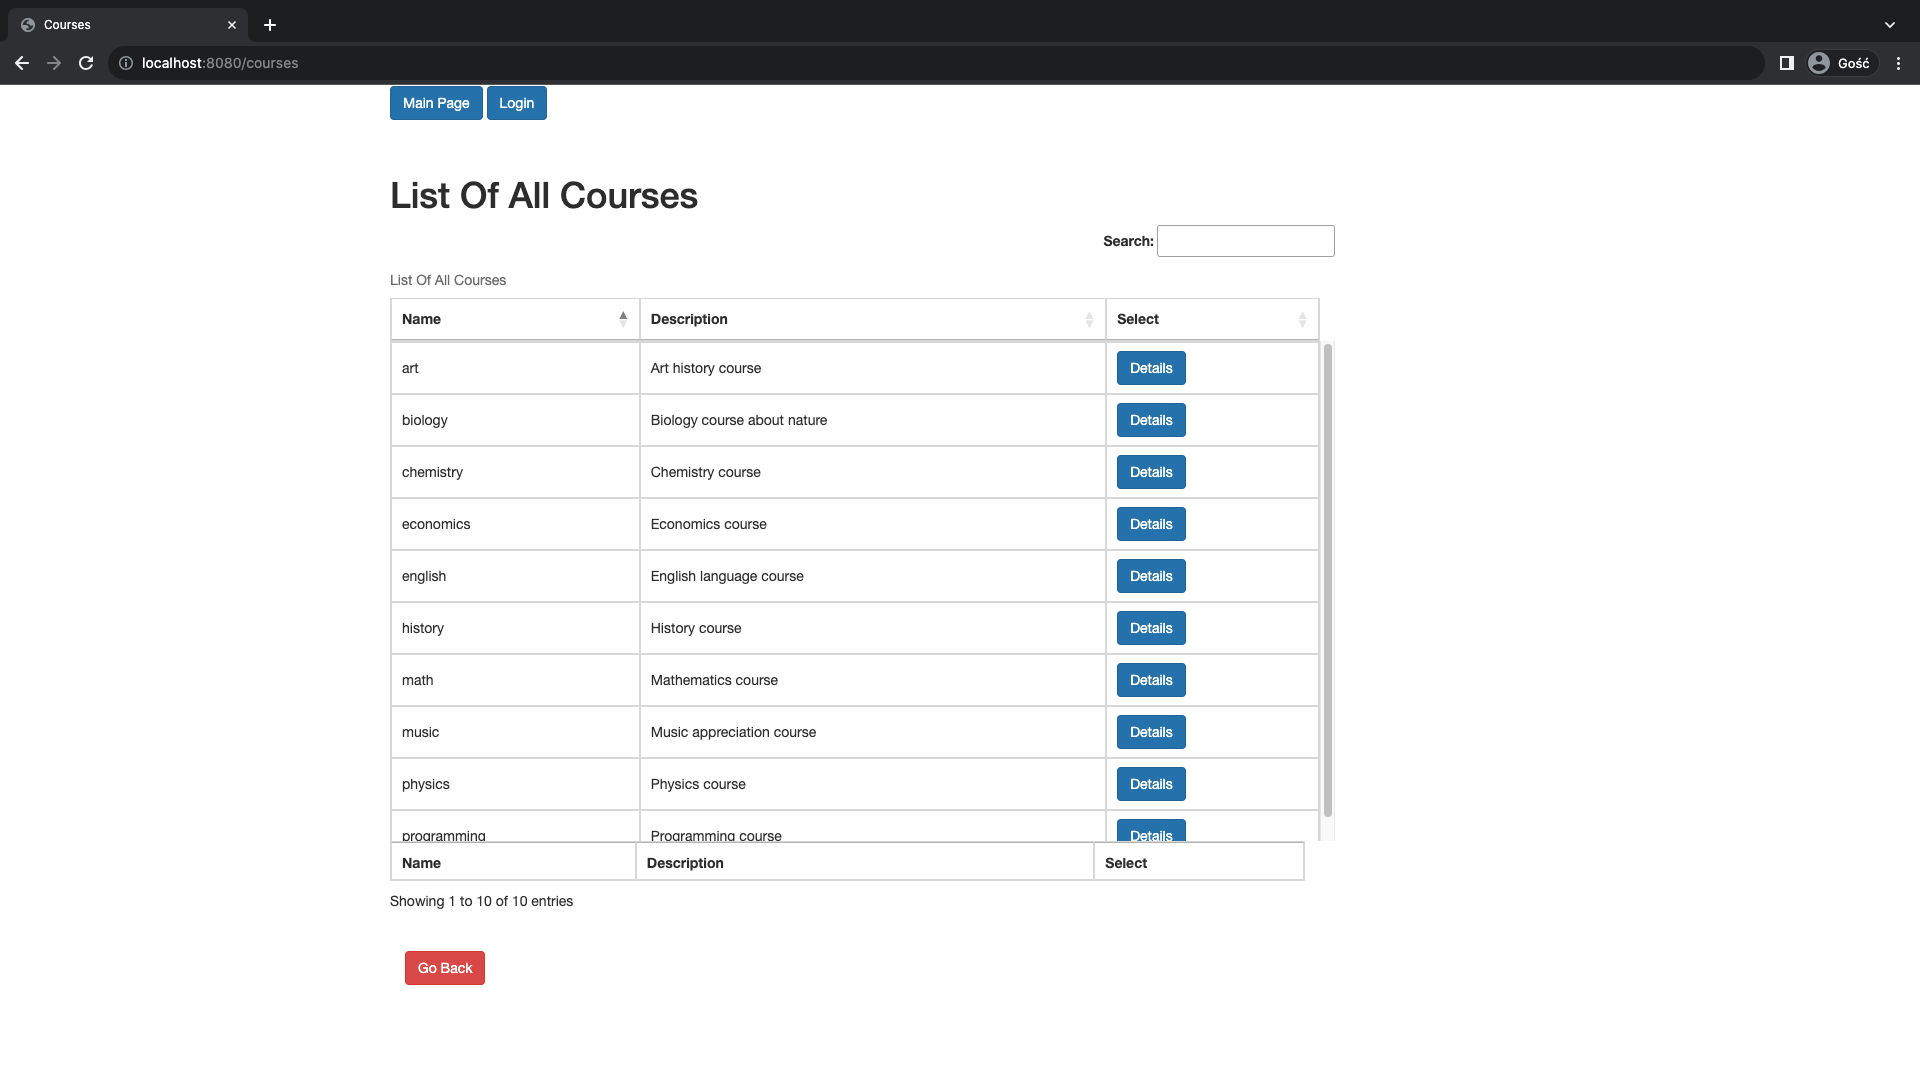 Courses
localhost:8080/courses
Gość
Main Page Login
List Of All Courses
Search:
List Of All Courses
Name Description Select
art Art history course Details
biology Biology course about nature Details
chemistry Chemistry course Details
economics Economics course Details
english English language course Details
history History course Details
math Mathematics course Details
music Music appreciation course Details
physics Physics course Details
programming Programming course Details
Name Description Select
Showing 1 to 10 of 10 entries
Go Back